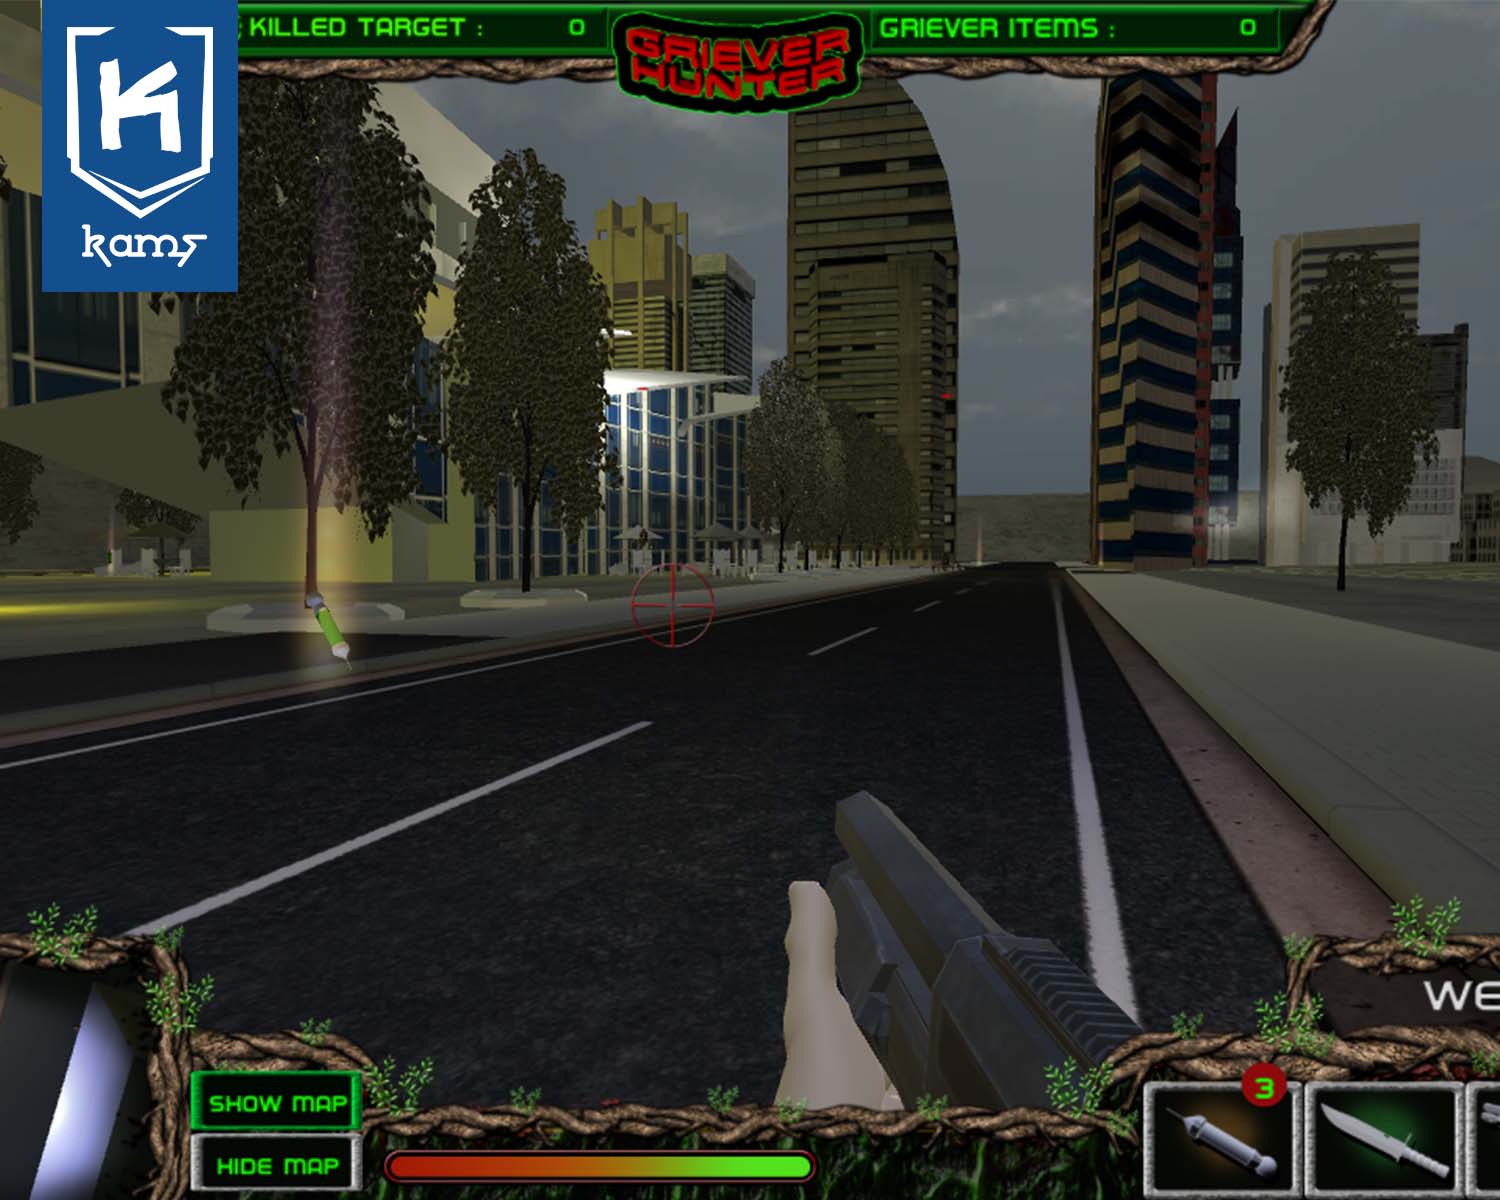 KILLED TARGET : 0
GRIEVER HUNTER
GRIEVER ITEMS : 0
K
kams
WE
SHOW MAP
HIDE MAP
3